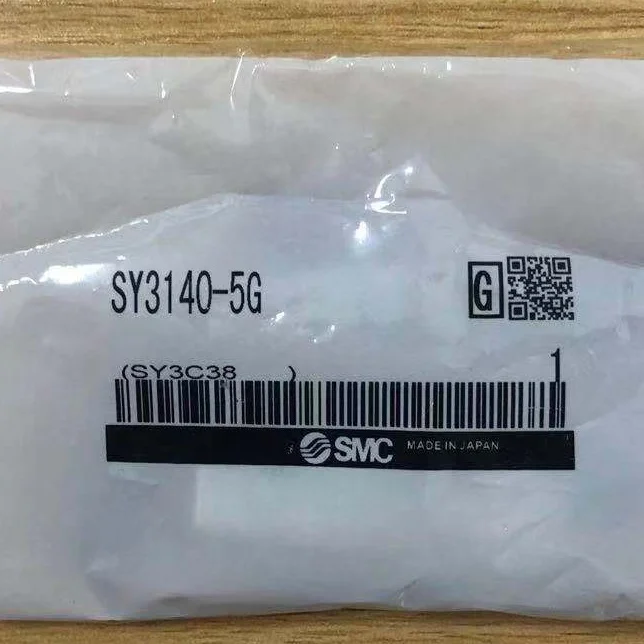 SY3140-5G G
(SY3C38 ) 1
SMC MADE IN JAPAN